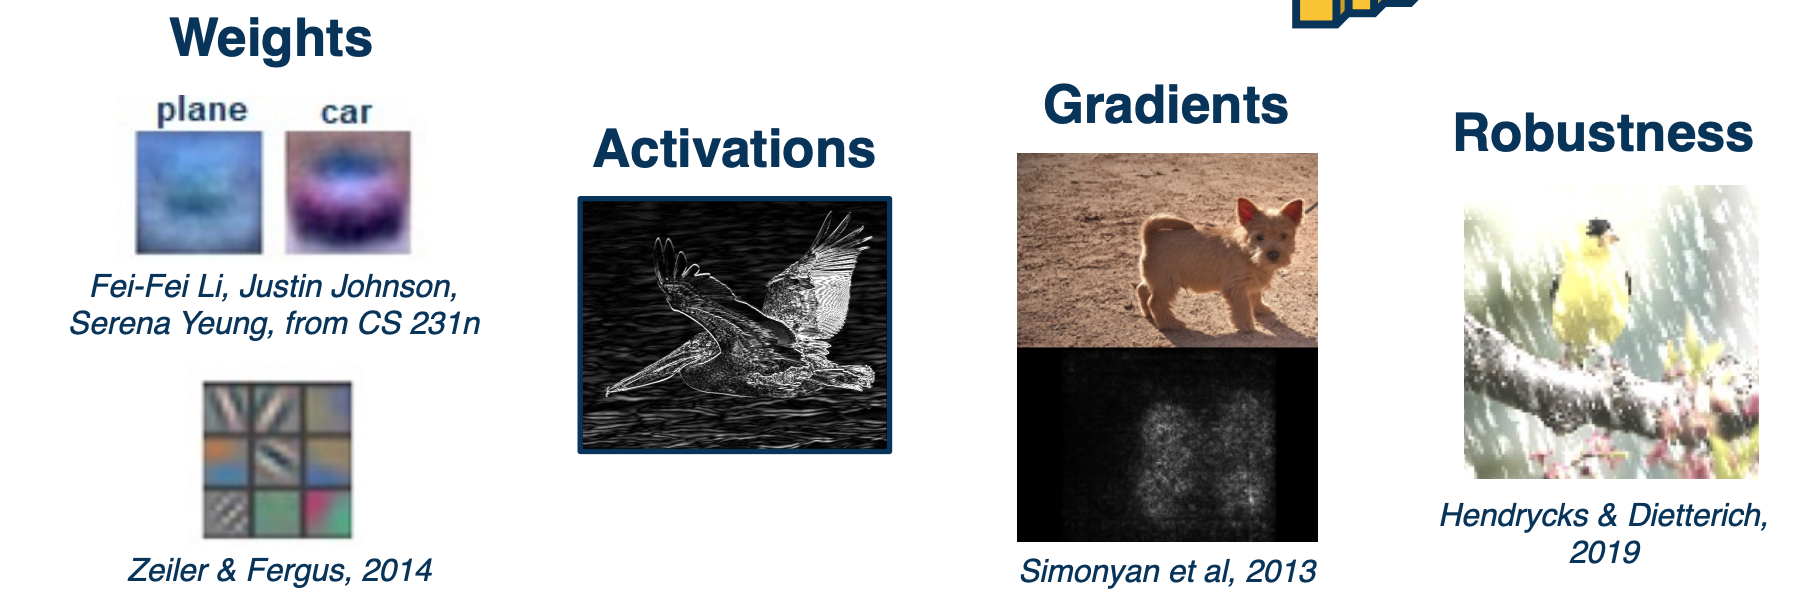 Weights
plane
car
Fei-Fei Li, Justin Johnson,
Serena Yeung, from CS 231n
Zeiler & Fergus, 2014
Activations
Gradients
Simonyan et al, 2013
Robustness
Hendrycks & Dietterich,
2019